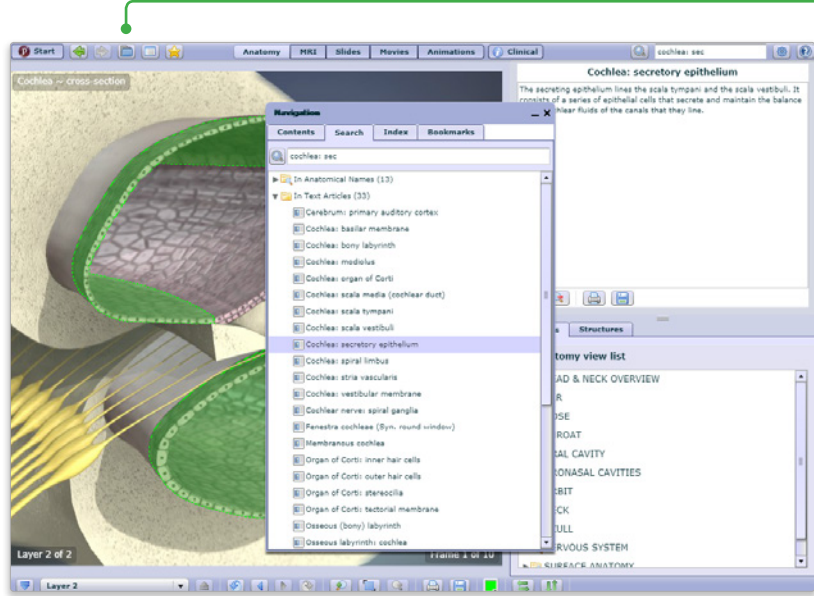 Start
Anatomy MRI Slides Movies Animations Clinical
cochlea: sec
Cochlea ~ cross-section
Cochlea: secretory epithelium
The secreting epithelium lines the scala tympani and the scala vestibuli. It
consists of a series of epithelial cells that secrete and maintain the balance
fluids of the canals that they line.
Navigation
Contents Search Index Bookmarks
cochlea: sec
In Anatomical Names (13)
In Text Articles (33)
Cerebrum: primary auditory cortex
Cochlea: basilar membrane
Cochlea: bony labyrinth
Cochlea: modiolus
Cochlea: organ of Corti
Cochlea: scala media (cochlear duct)
Cochlea: scala tympani
Cochlea: scala vestibuli
Cochlea: secretory epithelium
Cochlea: spiral limbus
Cochlea: stria vascularis
Cochlea: vestibular membrane
Cochlear nerve: spiral ganglia
Fenestra cochleae (Syn. round window)
Membranous cochlea
Organ of Corti: inner hair cells
Organ of Corti: outer hair cells
Organ of Corti: stereocilia
Organ of Corti: tectorial membrane
Osseous (bony) labyrinth
Osseous labyrinth: cochlea
Structures
tomy view list
AD & NECK OVERVIEW
R
OSE
ROAT
RAL CAVITY
RONASAL CAVITIES
RBIT
CK
ULL
RVOUS SYSTEM
SURFACE ANATOMY
Layer 2 of 2
Frame 1 of 10
Layer 2